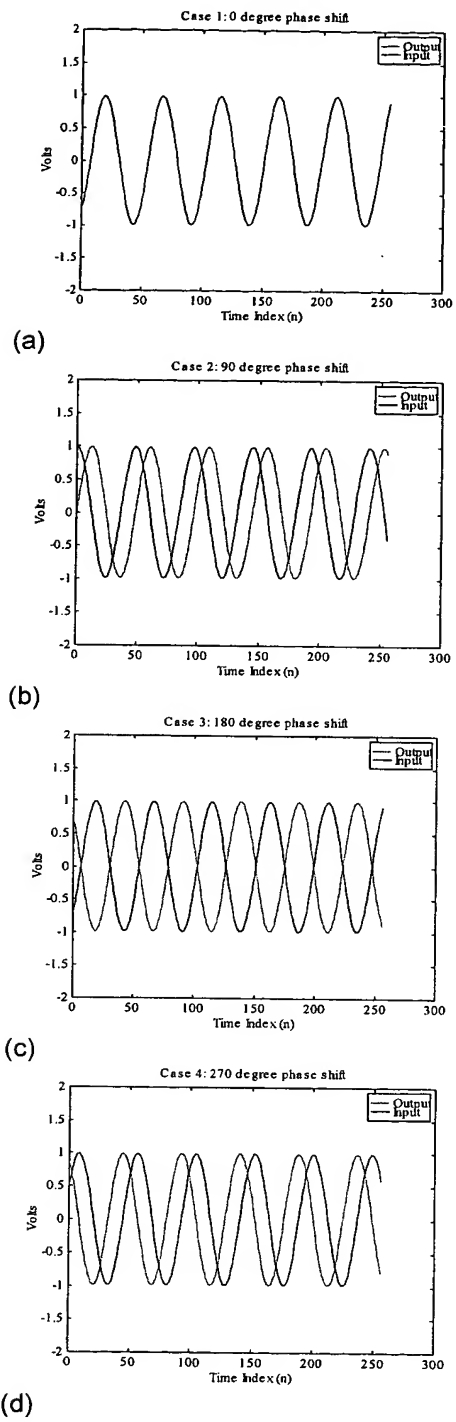 Case 1: 0 degree phase shift
Output
Input
2
1.5
1
0.5
0
-0.5
-1
-1.5
-2
Volts
0 50 100 150 200 250 300
Time Index (n)
(a)
Case 2: 90 degree phase shift
Output
Input
2
1.5
1
0.5
0
-0.5
-1
-1.5
-2
Volts
0 50 100 150 200 250 300
Time Index (n)
(b)
Case 3: 180 degree phase shift
Output
Input
2
1.5
1
0.5
0
-0.5
-1
-1.5
-2
Volts
0 50 100 150 200 250 300
Time Index (n)
(c)
Case 4: 270 degree phase shift
Output
Input
2
1.5
1
0.5
0
-0.5
-1
-1.5
-2
Volts
0 50 100 150 200 250 300
Time Index (n)
(d)